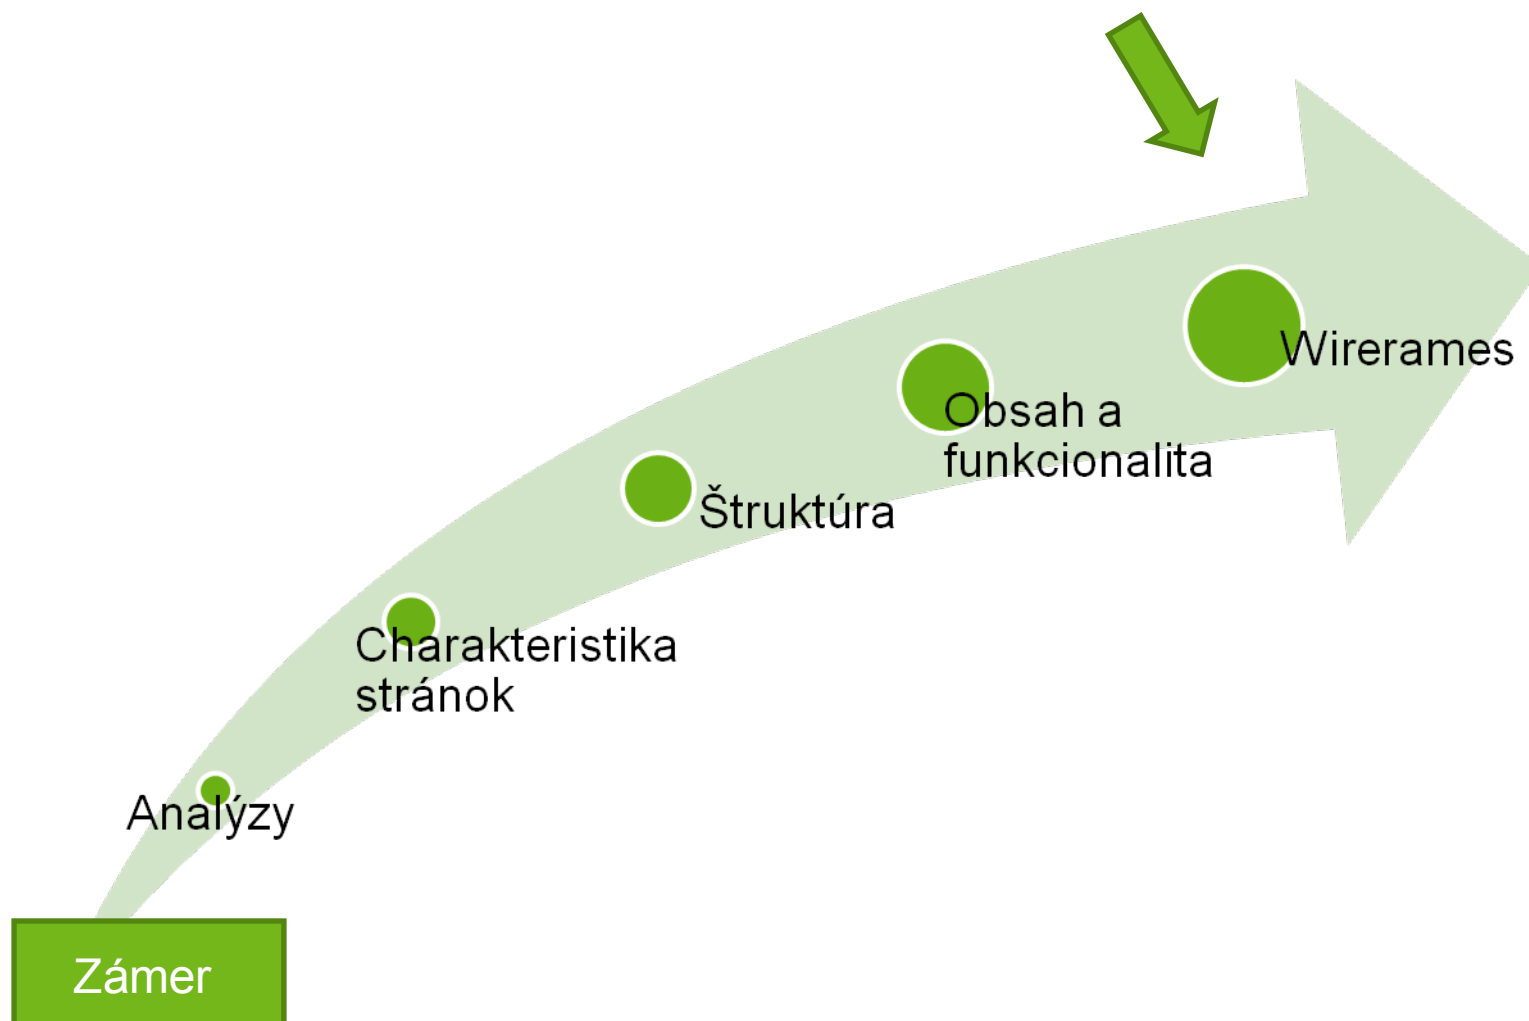 Wirerames
Obsah a
funkcionalita
Štruktúra
Charakteristika
stránok
Analýzy
Zámer